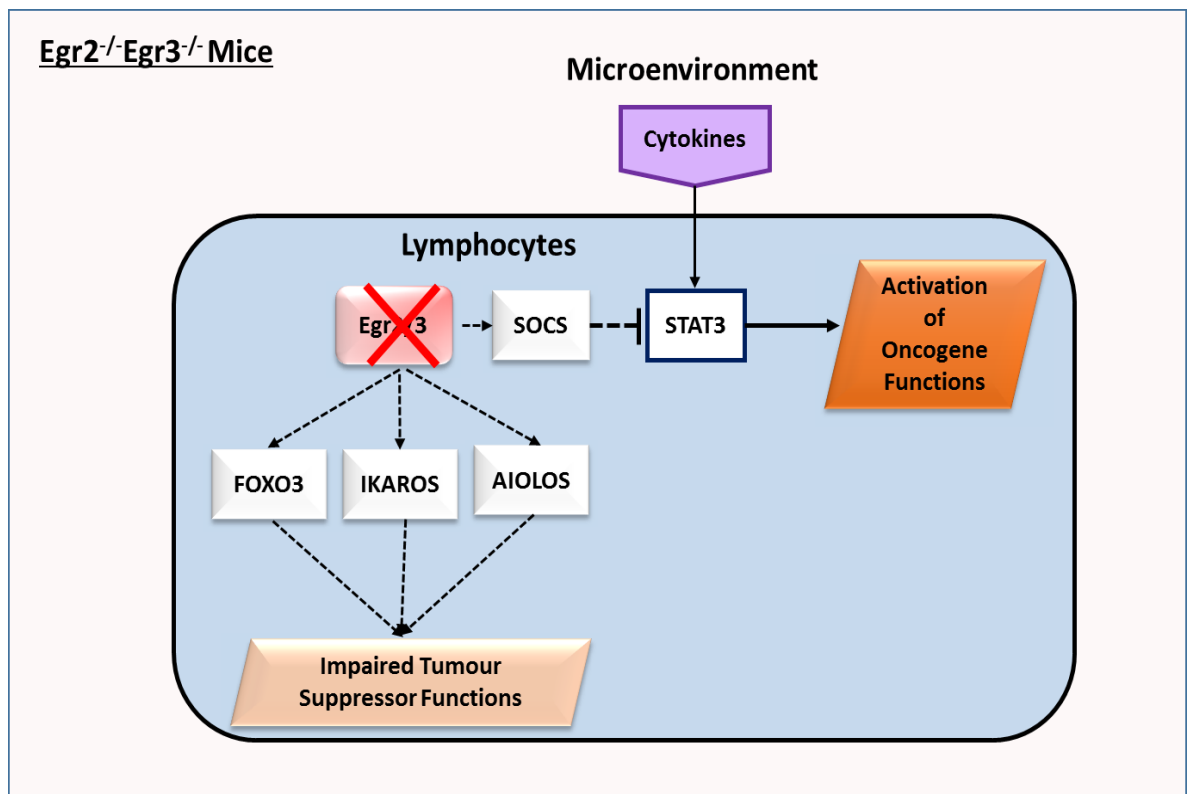 Egr2-/-Egr3-/- Mice
Microenvironment
Cytokines
Lymphocytes
SOCS
STAT3
Activation
of
Oncogene
Functions
FOXO3
IKAROS
AIOLOS
Impaired Tumour
Suppressor Functions